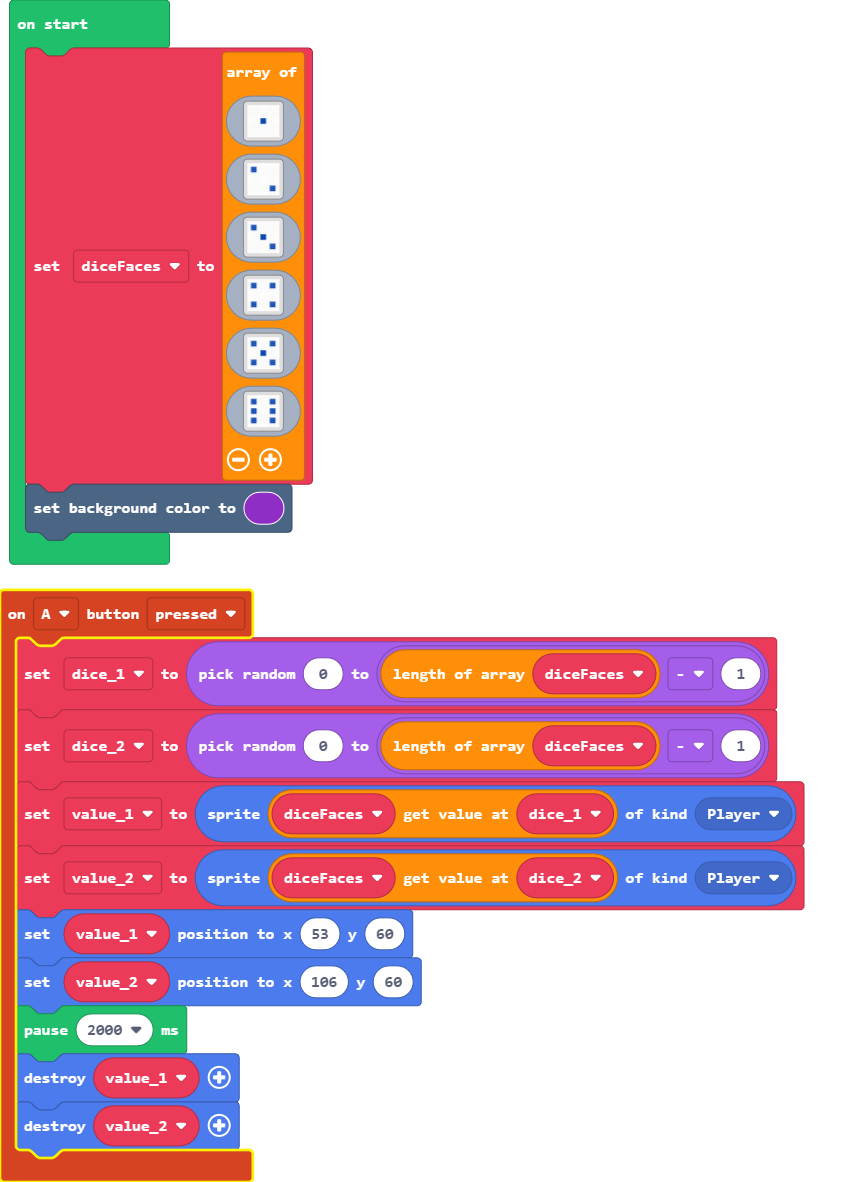 on start
array of
set diceFaces to
set background color to
on A button pressed
set dice_1 to pick random 0 to length of array diceFaces - 1
set dice_2 to pick random 0 to length of array diceFaces - 1
set value_1 to sprite diceFaces get value at dice_1 of kind Player
set value_2 to sprite diceFaces get value at dice_2 of kind Player
set value_1 position to x 53 y 60
set value_2 position to x 106 y 60
pause 2000 ms
destroy value_1
destroy value_2